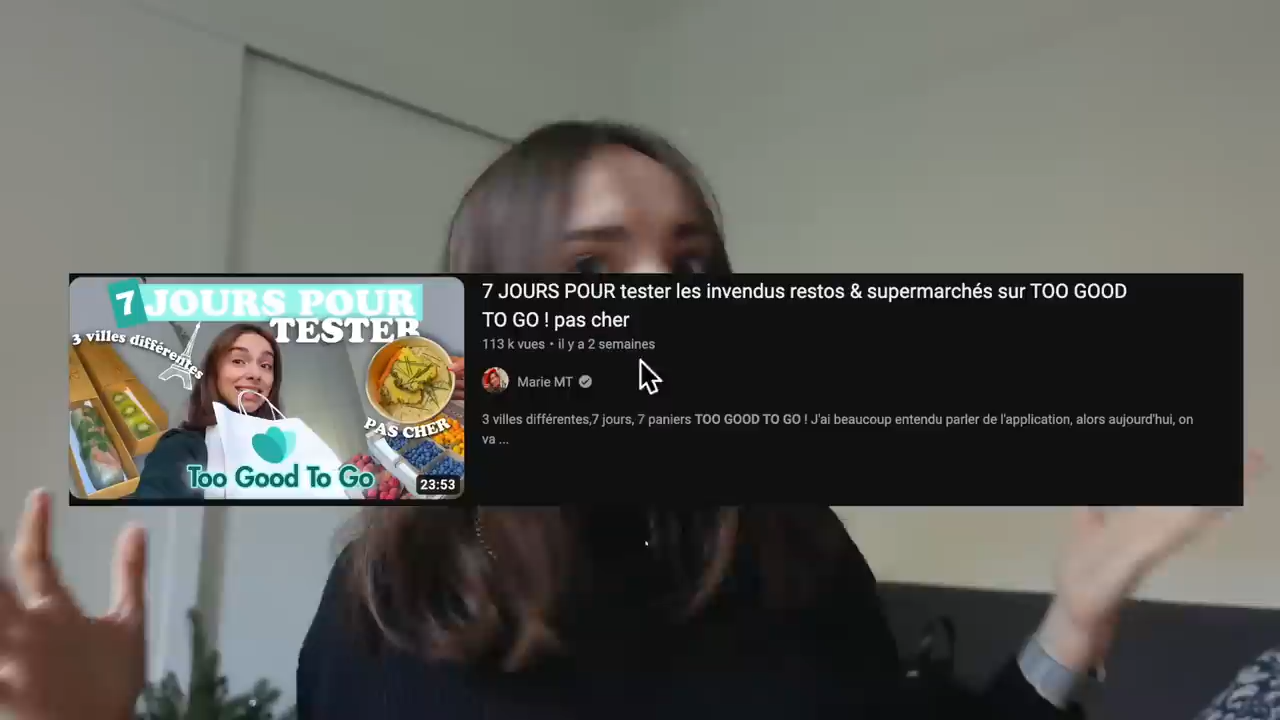 7 JOURS POUR
TESTER
3 villes différentes
PAS CHER
Too Good To Go
23:53
7 JOURS POUR tester les invendus restos & supermarchés sur TOO GOOD
TO GO ! pas cher
113 k vues • il y a 2 semaines
Marie MT
3 villes différentes,7 jours, 7 paniers TOO GOOD TO GO ! J'ai beaucoup entendu parler de l'application, alors aujourd'hui, on
va ...